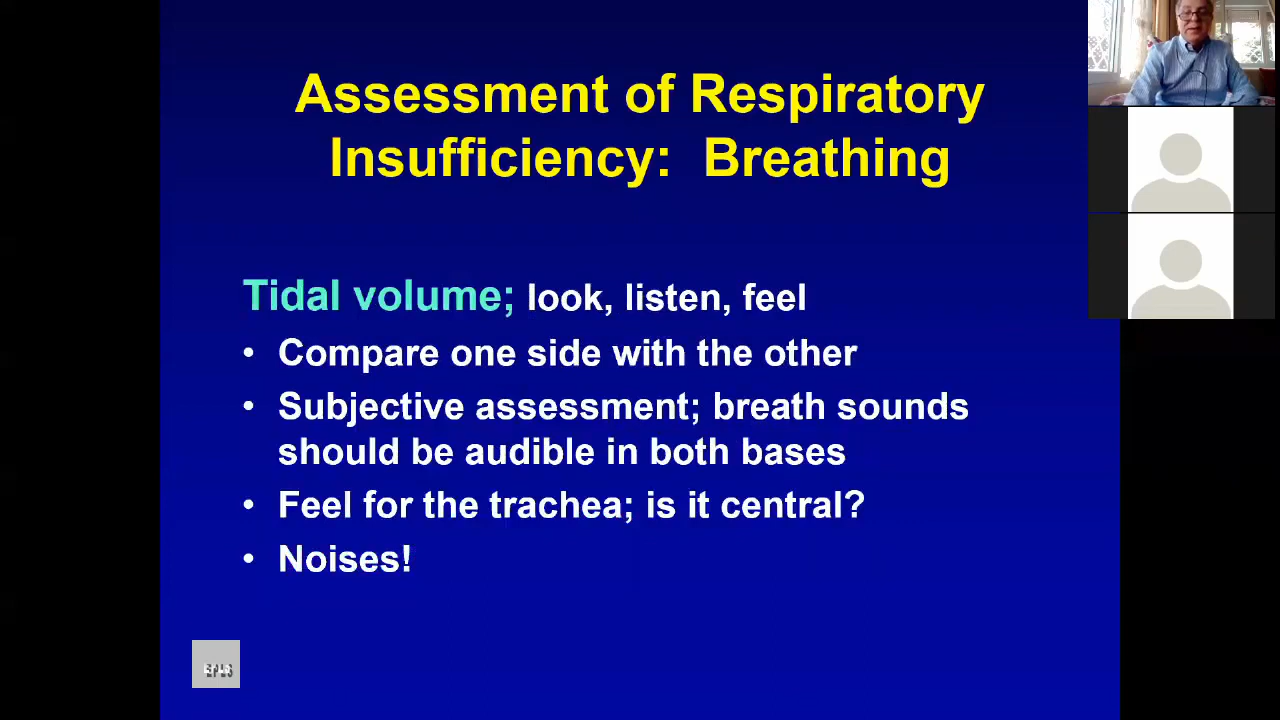 Assessment of Respiratory
Insufficiency: Breathing
Tidal volume; look, listen, feel
• Compare one side with the other
• Subjective assessment; breath sounds
should be audible in both bases
• Feel for the trachea; is it central?
• Noises!